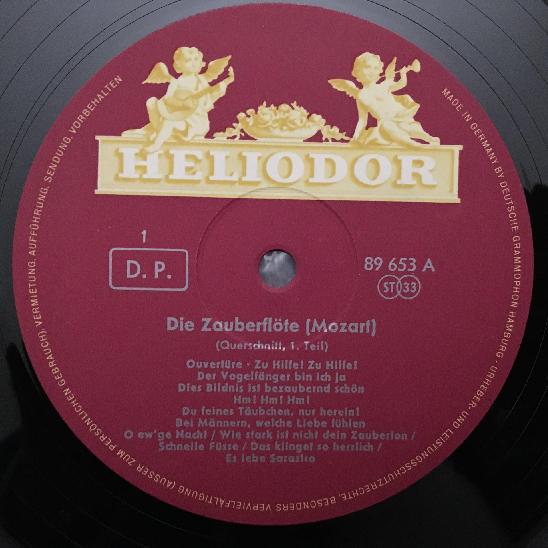 HELIODOR
1
D. P.
89 653 A
ST 33
Die Zauberflöte (Mozart)
(Querschnitt, 1. Teil)
Ouvertüre · Zu Hilfe! Zu Hilfe!
Der Vogelfänger bin ich ja
Dies Bildnis ist bezaubernd schön
Hm! Hm! Hm!
Du feines Täubchen, nur herein!
Bei Männern, welche Liebe fühlen
O ew'ge Nacht / Wie stark ist nicht dein Zauberton /
Schnelle Füsse / Das klinget so herrlich /
Es lebe Sarastro
MADE IN GERMANY BY DEUTSCHE GRAMMOPHON HAMBURG · URHEBER- UND LEISTUNGSSCHUTZRECHTE, BESONDERS VERVIELFÄLTIGUNG (AUSSER ZUM PERSÖNLICHEN GEBRAUCH), VERMIETUNG, AUFFÜHRUNG, SENDUNG, VORBEHALTEN